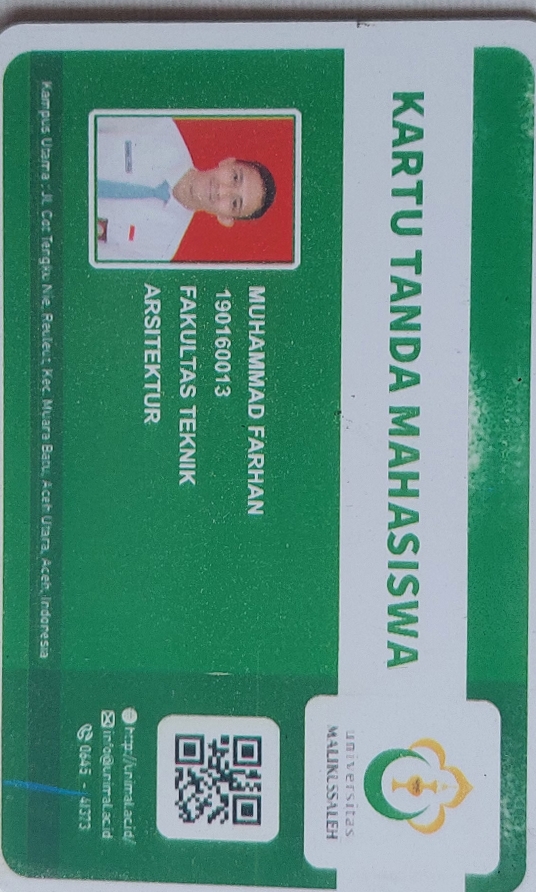 KARTU TANDA MAHASISWA
universitas
MALIKUSSALEH
MUHAMMAD FARHAN
190160013
FAKULTAS TEKNIK
ARSITEKTUR
http://unimal.ac.id/
info@unimal.ac.id
0645 - 41373
Kampus Utama : Jl. Cot Tengku Nie, Reuleut, Kec. Muara Batu, Aceh Utara, Aceh, Indonesia